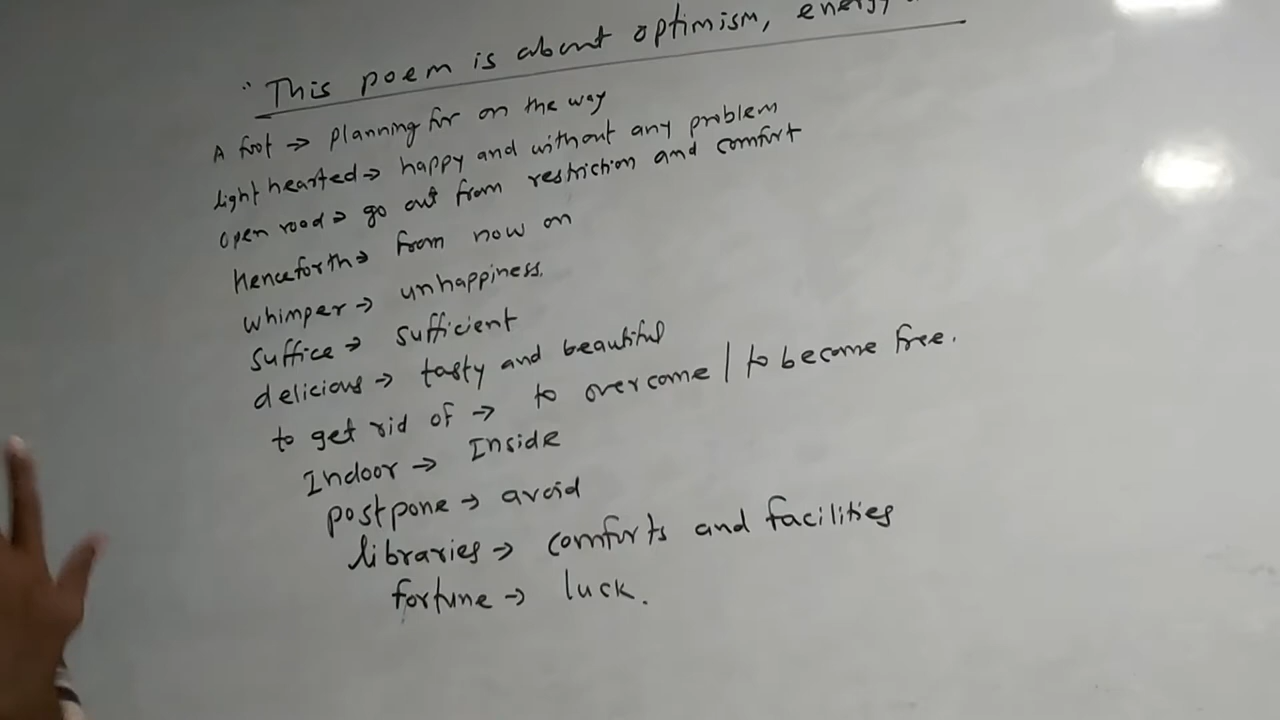 This poem is about optimism, energy
A foot → planning for on the way
light hearted → happy and without any problem
open road → go out from restriction and comfort
Henceforth → from now on
whimper → unhappiness.
suffice → sufficient
delicious → tasty and beautiful
to get rid of → to overcome / to become free.
Indoor → Inside
postpone → avoid
libraries → comforts and facilities
fortune → luck.